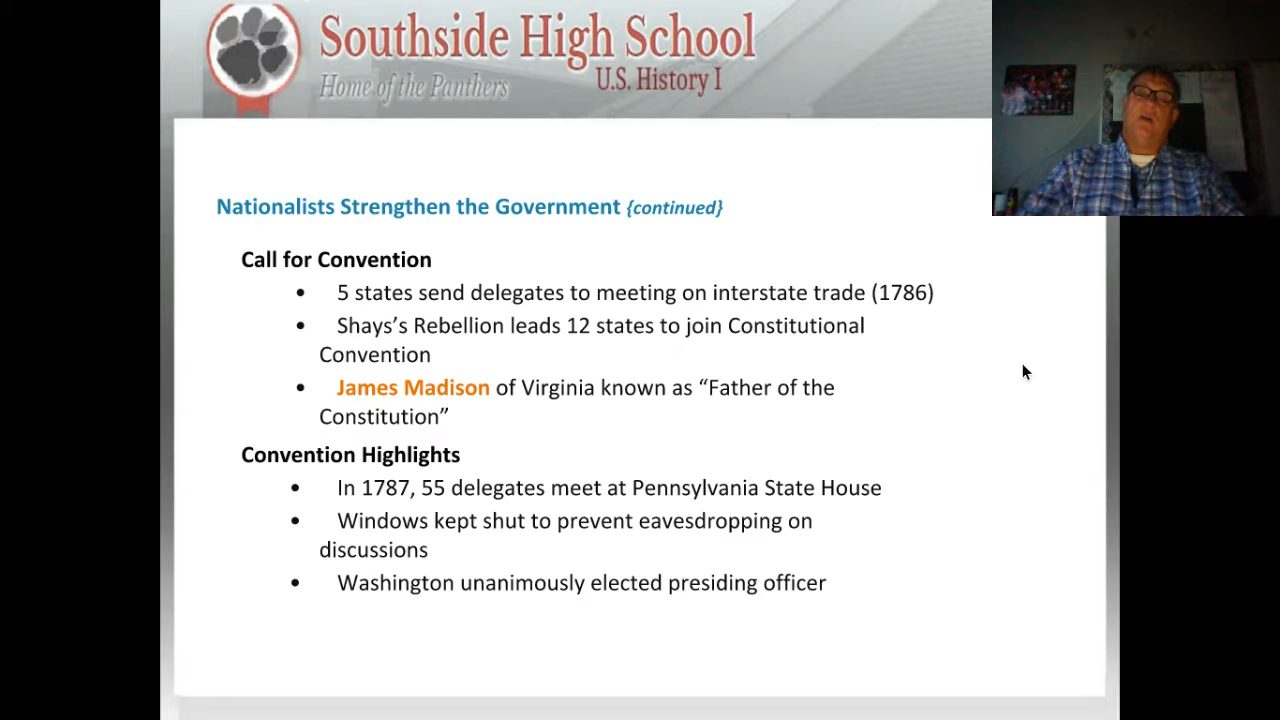 Southside High School
Home of the Panthers
U.S. History I
Nationalists Strengthen the Government {continued}
Call for Convention
• 5 states send delegates to meeting on interstate trade (1786)
• Shays’s Rebellion leads 12 states to join Constitutional
Convention
• James Madison of Virginia known as “Father of the
Constitution”
Convention Highlights
• In 1787, 55 delegates meet at Pennsylvania State House
• Windows kept shut to prevent eavesdropping on
discussions
• Washington unanimously elected presiding officer